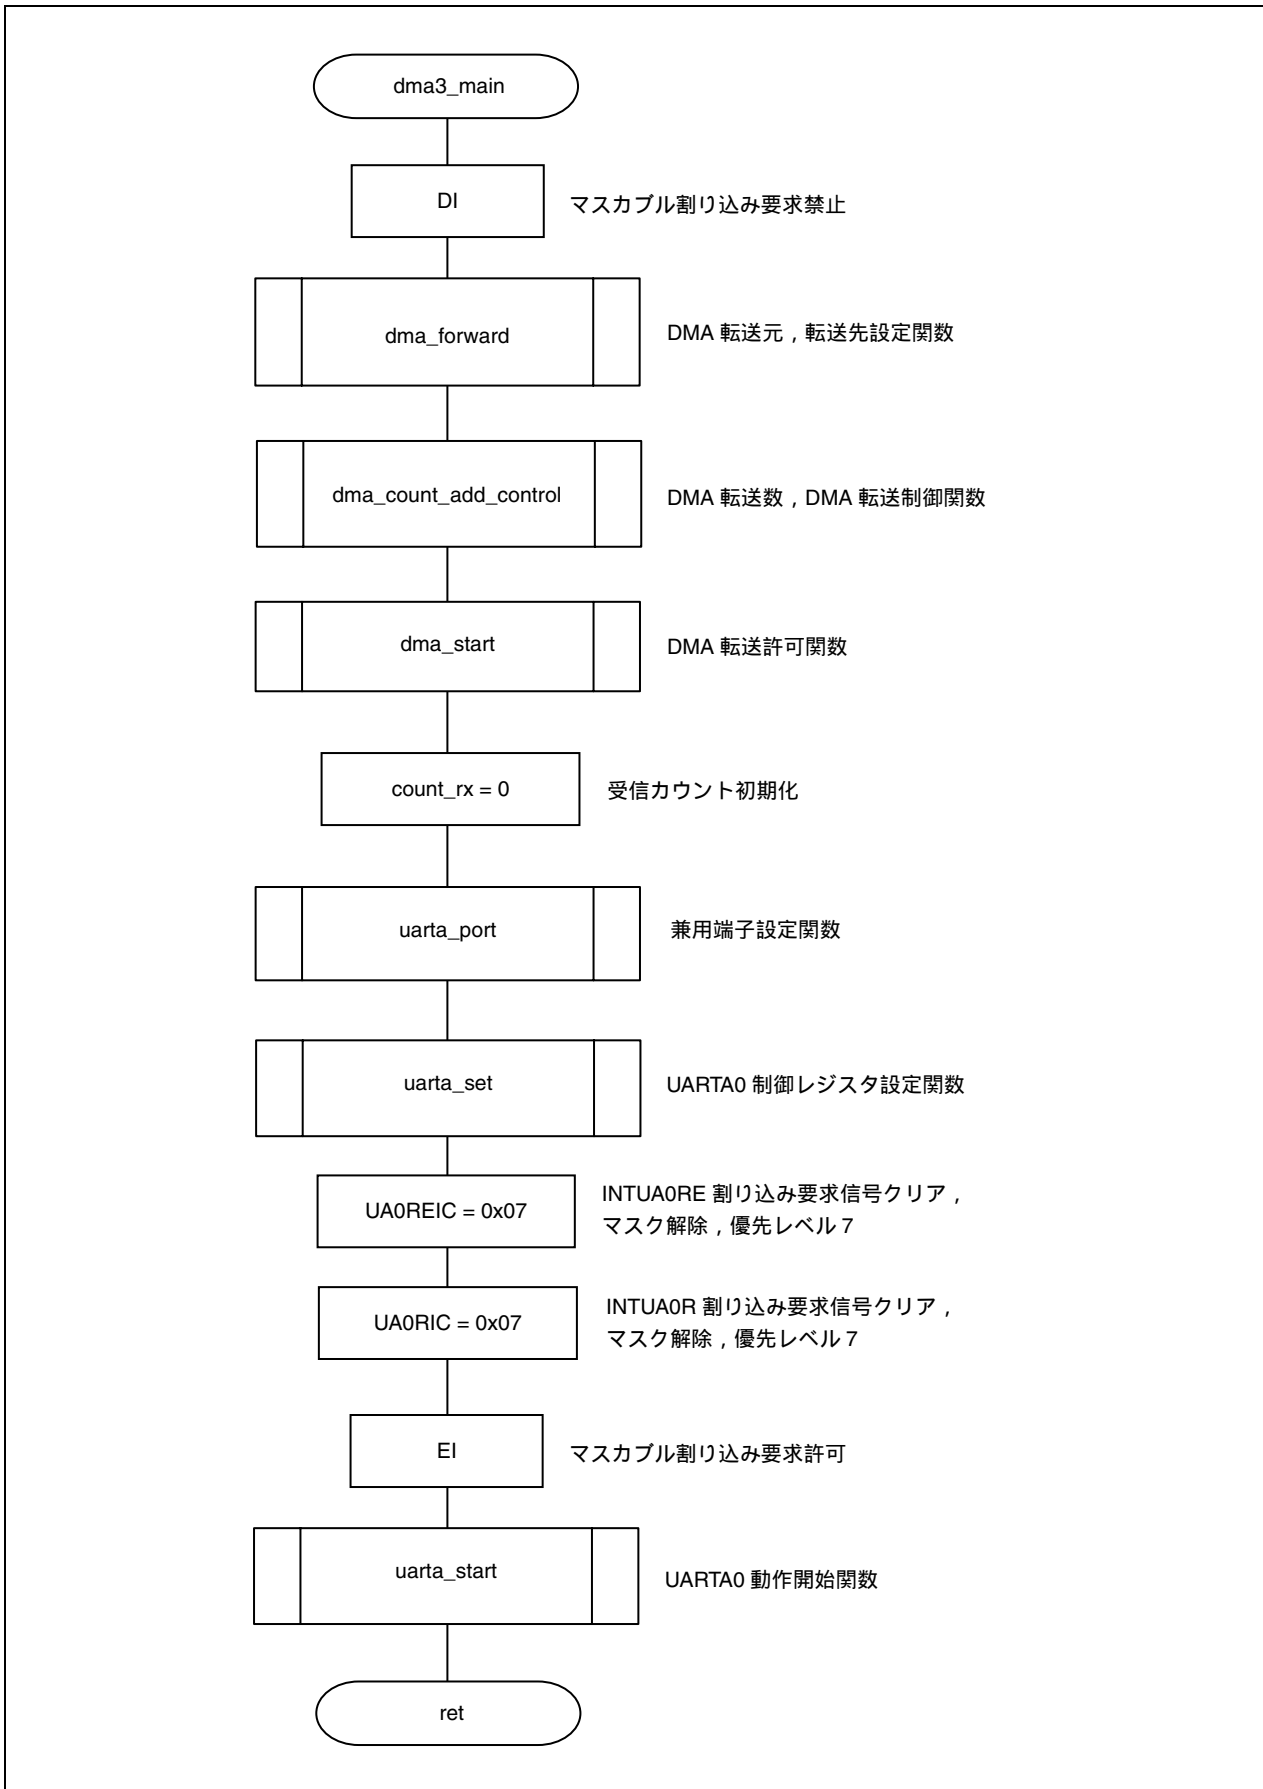 dma3_main
DI
マスカブル割り込み要求禁止
dma_forward
DMA 転送元，転送先設定関数
dma_count_add_control
DMA 転送数，DMA 転送制御関数
dma_start
DMA 転送許可関数
count_rx = 0
受信カウント初期化
uarta_port
兼用端子設定関数
uarta_set
UARTA0 制御レジスタ設定関数
UA0REIC = 0x07
INTUA0RE 割り込み要求信号クリア，
マスク解除，優先レベル7
UA0RIC = 0x07
INTUA0R 割り込み要求信号クリア，
マスク解除，優先レベル7
EI
マスカブル割り込み要求許可
uarta_start
UARTA0 動作開始関数
ret